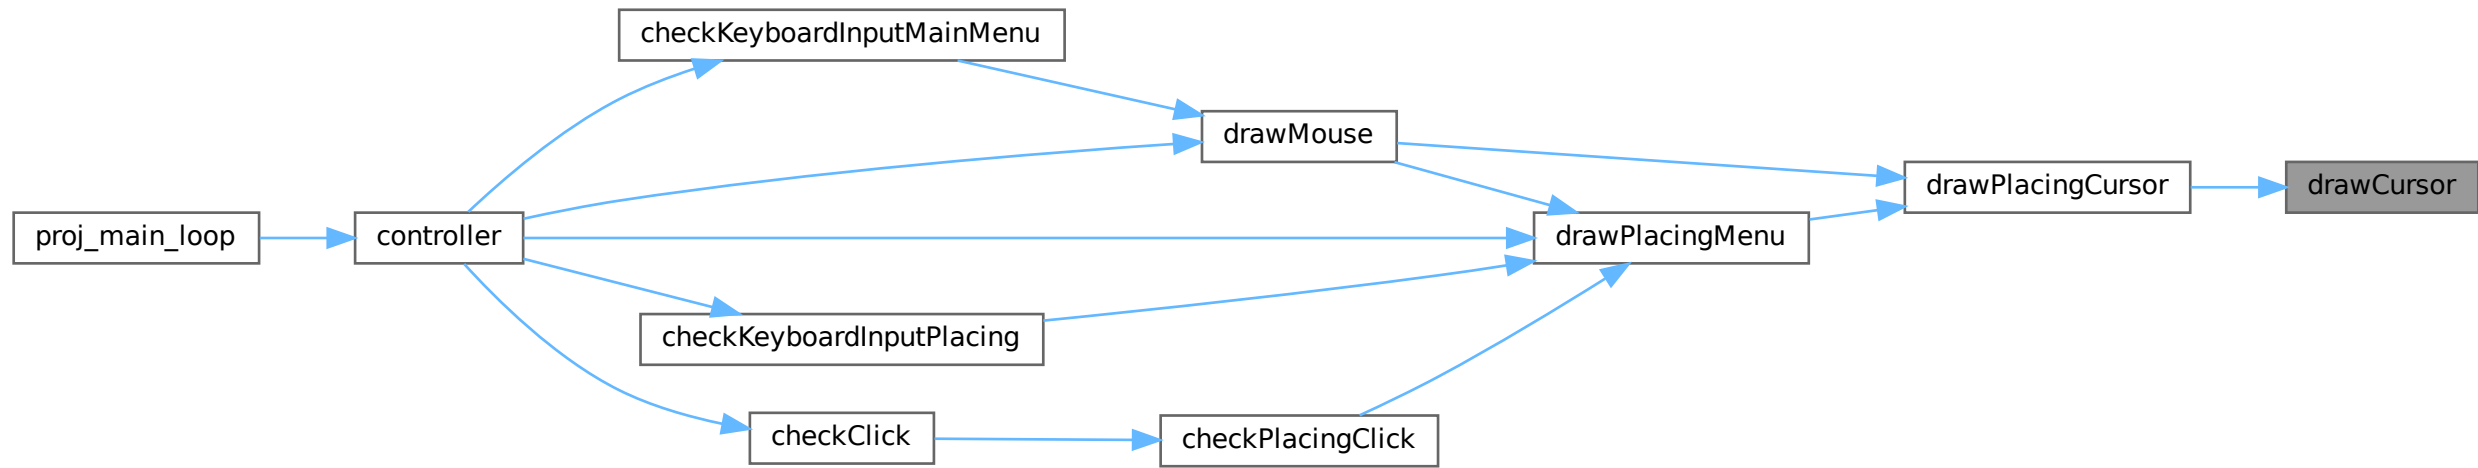 checkKeyboardInputMainMenu
drawMouse
drawPlacingCursor
drawCursor
proj_main_loop
controller
drawPlacingMenu
checkKeyboardInputPlacing
checkClick
checkPlacingClick